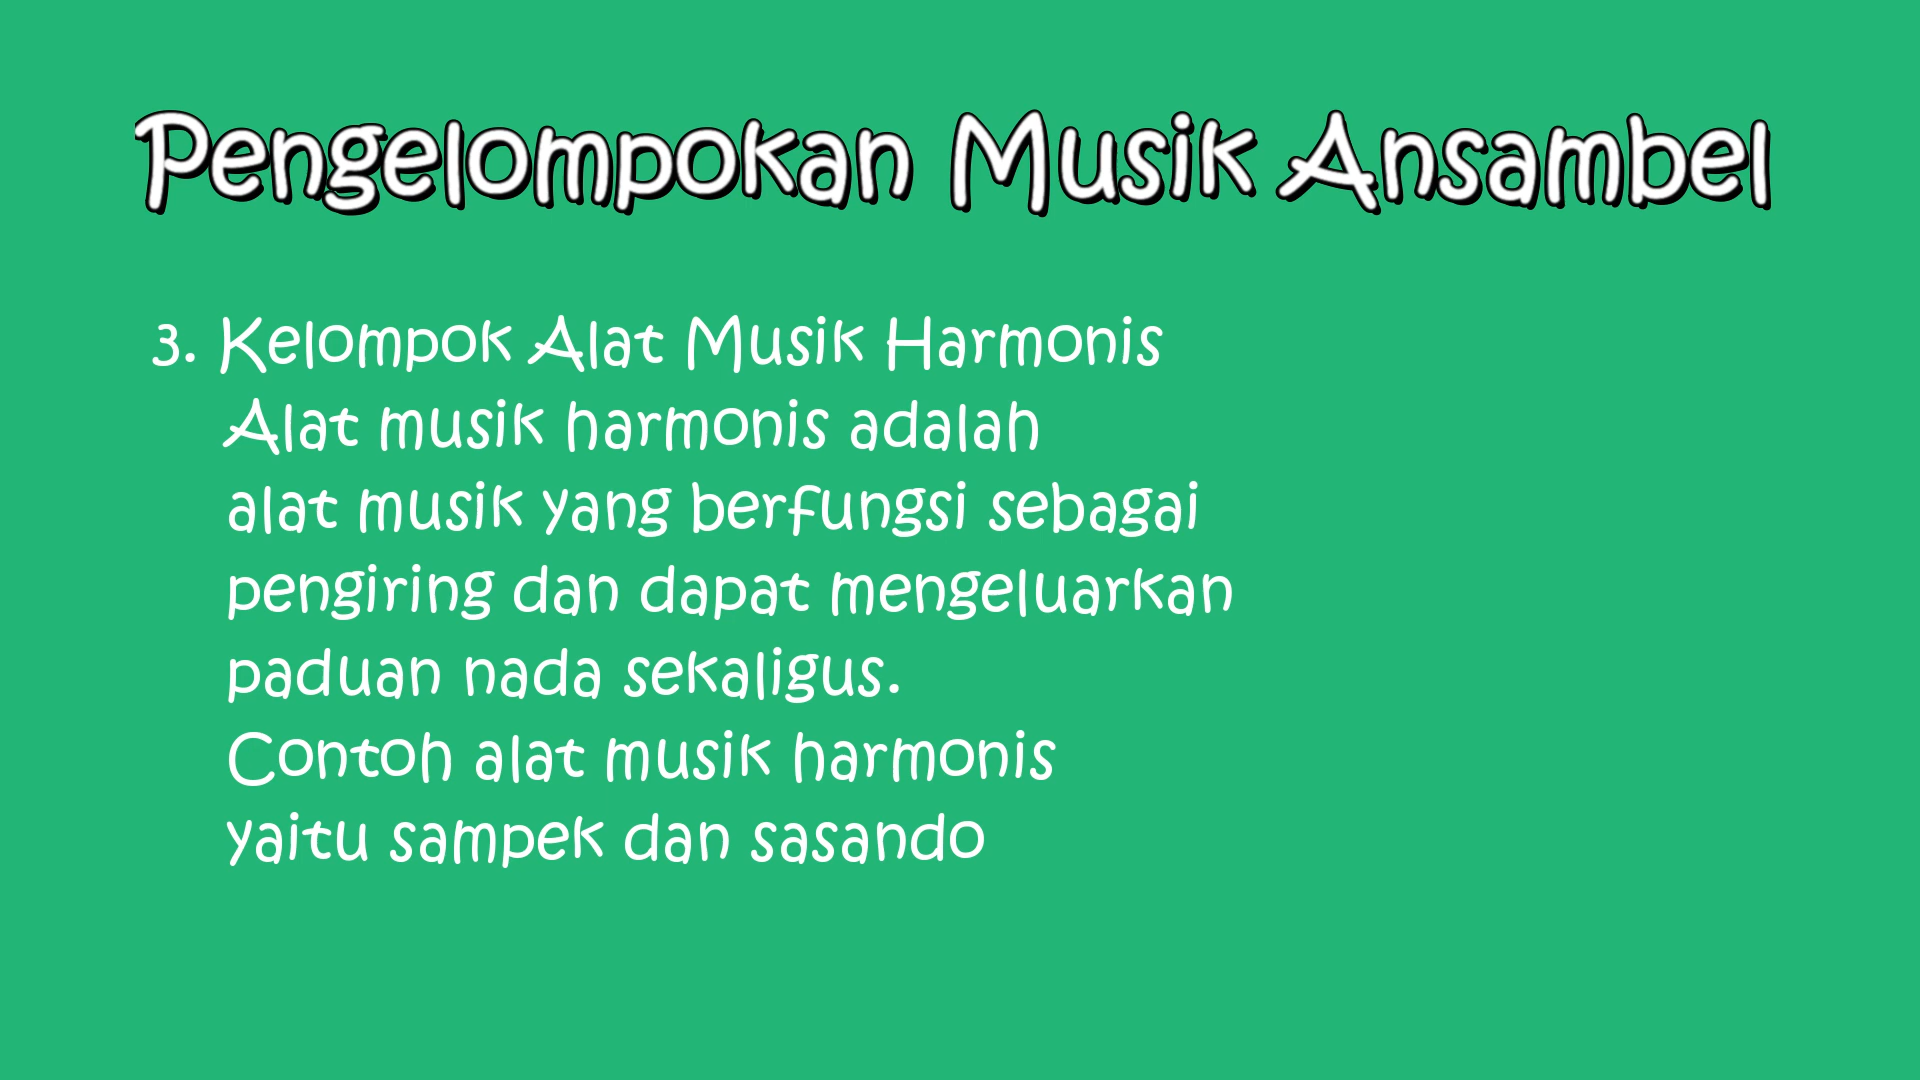 Pengelompokan Musik Ansambel
3. Kelompok Alat Musik Harmonis
Alat musik harmonis adalah
alat musik yang berfungsi sebagai
pengiring dan dapat mengeluarkan
paduan nada sekaligus.
Contoh alat musik harmonis
yaitu sampek dan sasando